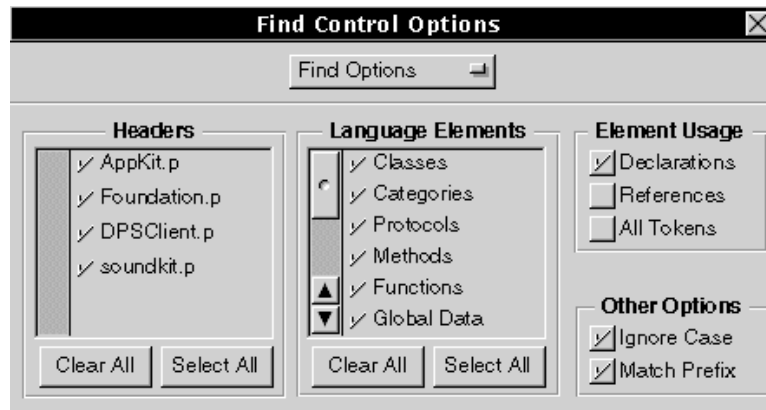 Find Control Options
Find Options
Headers
AppKit.p
Foundation.p
DPSClient.p
soundkit.p
Clear All
Select All
Language Elements
Classes
Categories
Protocols
Methods
Functions
Global Data
Clear All
Select All
Element Usage
Declarations
References
All Tokens
Other Options
Ignore Case
Match Prefix